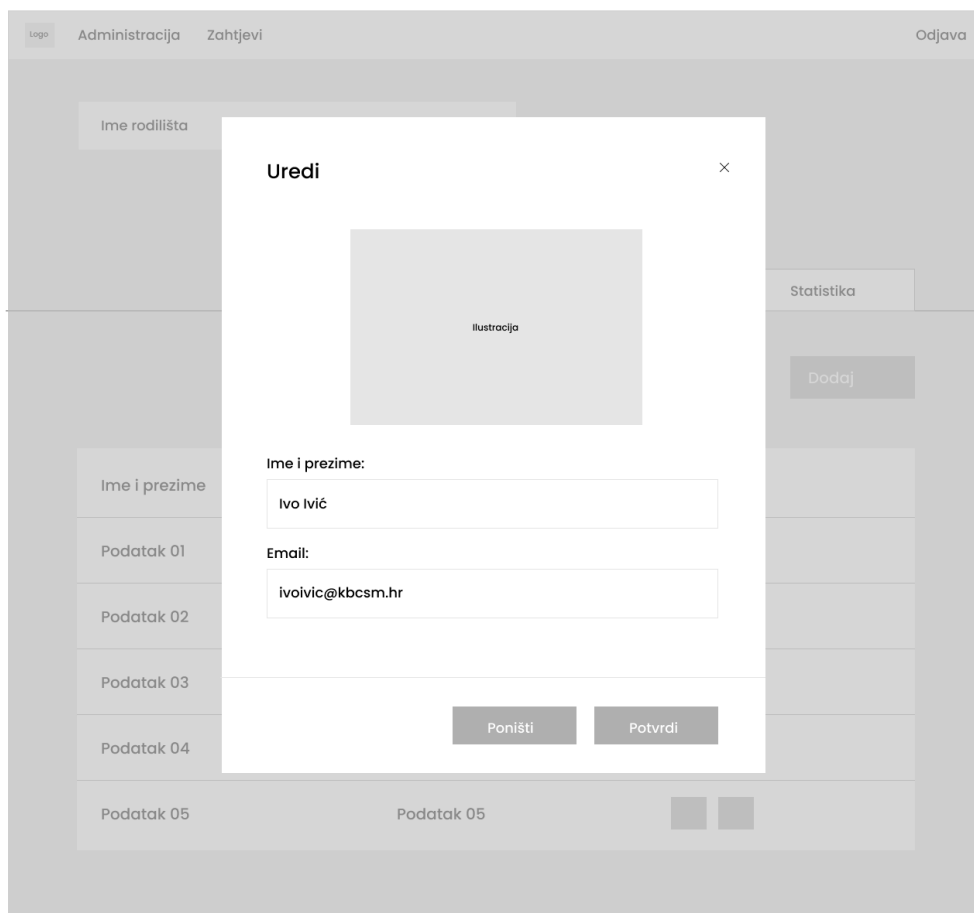 Logo Administracija Zahtjevi Odjava
Ime rodilišta
Uredi
Ilustracija
Statistika
Dodaj
Ime i prezime:
Ivo Ivić
Email:
ivoivic@kbcsm.hr
Poništi Potvrdi
Ime i prezime
Podatak 01
Podatak 02
Podatak 03
Podatak 04
Podatak 05 Podatak 05